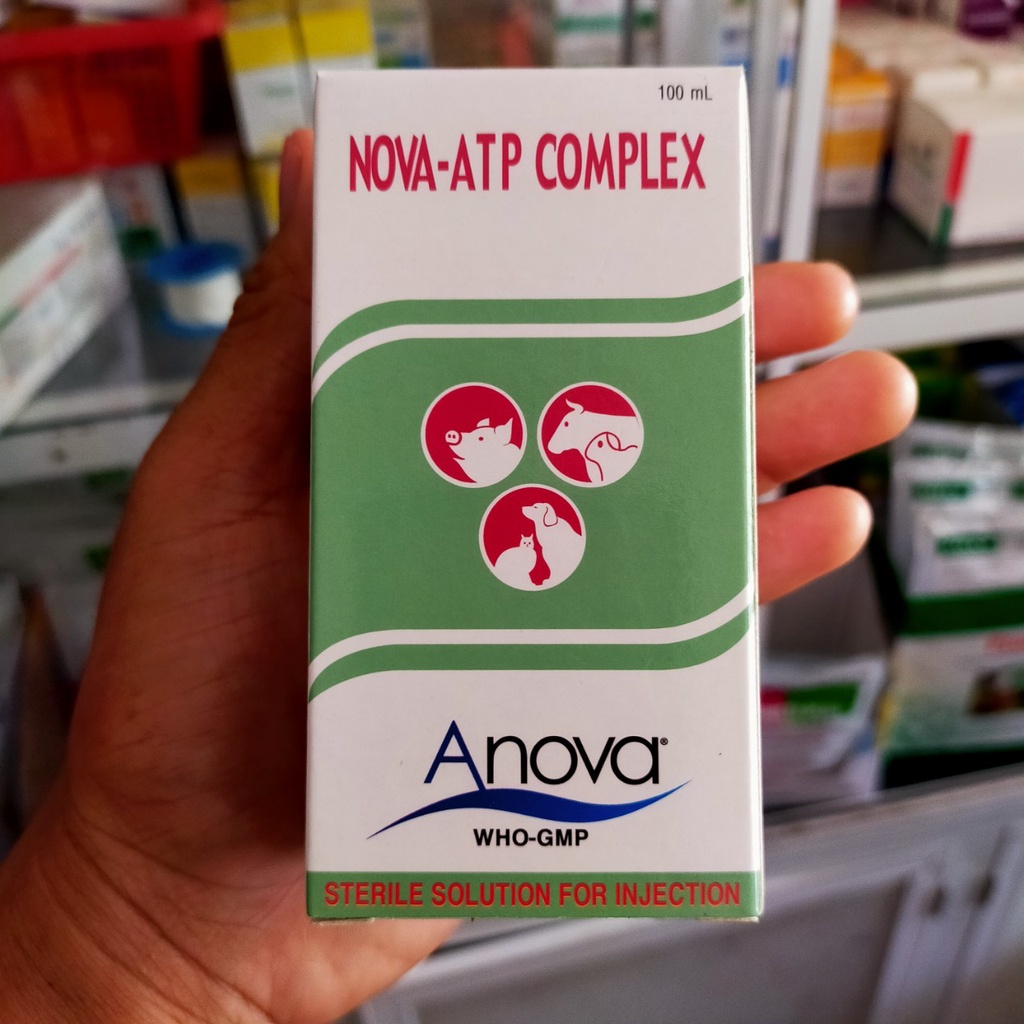 100 mL
NOVA-ATP COMPLEX
Anova®
WHO-GMP
STERILE SOLUTION FOR INJECTION